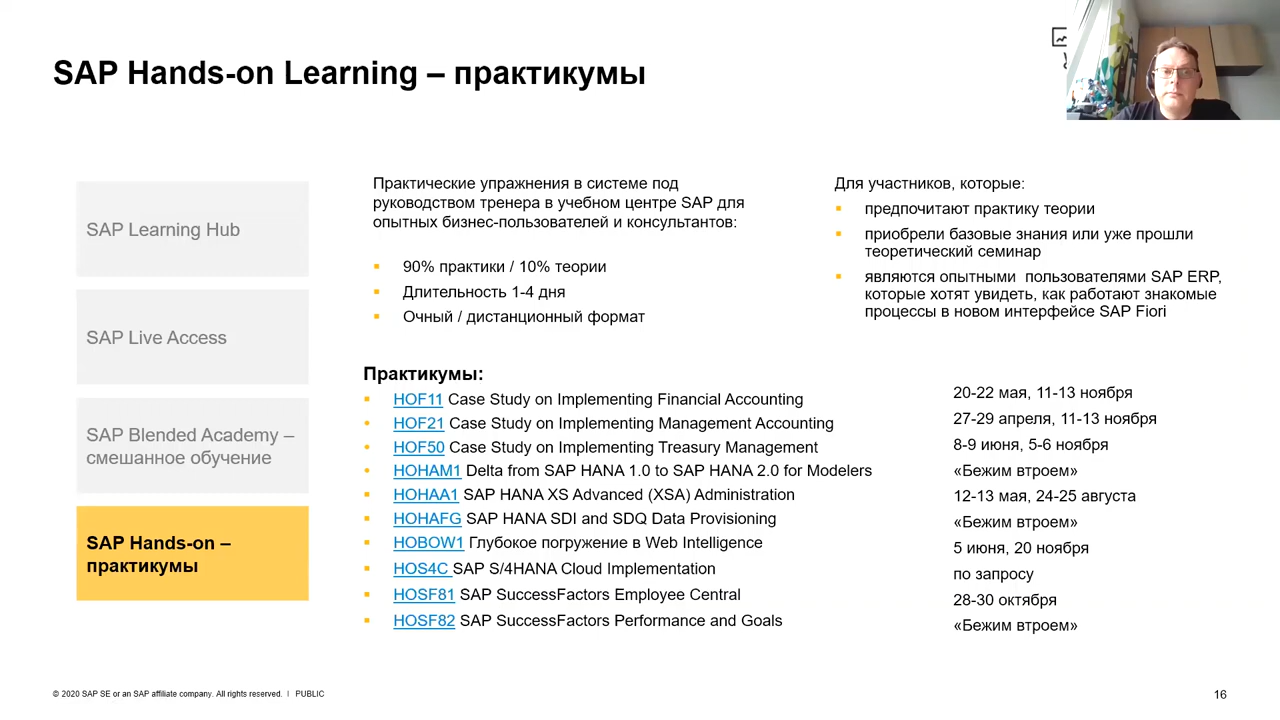 SAP Hands-on Learning – практикумы
SAP Learning Hub
SAP Live Access
SAP Blended Academy –
смешанное обучение
SAP Hands-on –
практикумы
Практические упражнения в системе под
руководством тренера в учебном центре SAP для
опытных бизнес-пользователей и консультантов:
90% практики / 10% теории
Длительность 1-4 дня
Очный / дистанционный формат
Для участников, которые:
предпочитают практику теории
приобрели базовые знания или уже прошли
теоретический семинар
являются опытными пользователями SAP ERP,
которые хотят увидеть, как работают знакомые
процессы в новом интерфейсе SAP Fiori
Практикумы:
HOF11 Case Study on Implementing Financial Accounting
HOF21 Case Study on Implementing Management Accounting
HOF50 Case Study on Implementing Treasury Management
HOHAM1 Delta from SAP HANA 1.0 to SAP HANA 2.0 for Modelers
HOHAA1 SAP HANA XS Advanced (XSA) Administration
HOHAFG SAP HANA SDI and SDQ Data Provisioning
HOBOW1 Глубокое погружение в Web Intelligence
HOS4C SAP S/4HANA Cloud Implementation
HOSF81 SAP SuccessFactors Employee Central
HOSF82 SAP SuccessFactors Performance and Goals
20-22 мая, 11-13 ноября
27-29 апреля, 11-13 ноября
8-9 июня, 5-6 ноября
«Бежим втроем»
12-13 мая, 24-25 августа
«Бежим втроем»
5 июня, 20 ноября
по запросу
28-30 октября
«Бежим втроем»
© 2020 SAP SE or an SAP affiliate company. All rights reserved. | PUBLIC
16